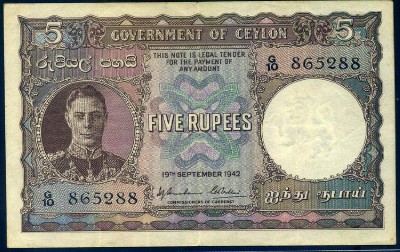 5 GOVERNMENT OF CEYLON 5
රුපියල් පහයි
THIS NOTE IS LEGAL TENDER
FOR THE PAYMENT OF
ANY AMOUNT
G/10 865288
FIVE RUPEES
19TH SEPTEMBER 1942
G/10 865288
COMMISSIONERS OF CURRENCY
ஐந்து ரூபாய்